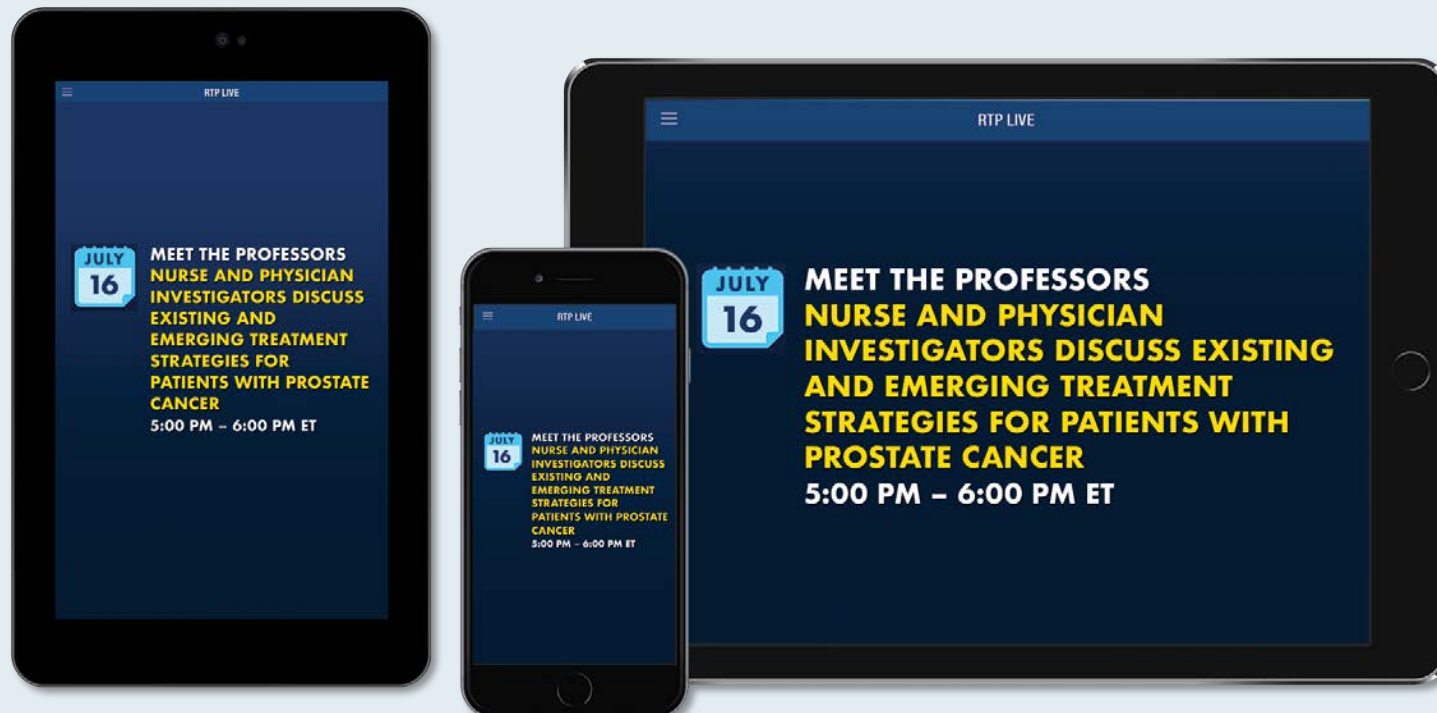 RTP LIVE
JULY
16
MEET THE PROFESSORS
NURSE AND PHYSICIAN
INVESTIGATORS DISCUSS
EXISTING AND
EMERGING TREATMENT
STRATEGIES FOR
PATIENTS WITH PROSTATE
CANCER
5:00 PM – 6:00 PM ET
RTP LIVE
JULY
16
MEET THE PROFESSORS
NURSE AND PHYSICIAN
INVESTIGATORS DISCUSS
EXISTING AND
EMERGING TREATMENT
STRATEGIES FOR
PATIENTS WITH PROSTATE
CANCER
5:00 PM – 6:00 PM ET
RTP LIVE
JULY
16
MEET THE PROFESSORS
NURSE AND PHYSICIAN
INVESTIGATORS DISCUSS EXISTING
AND EMERGING TREATMENT
STRATEGIES FOR PATIENTS WITH
PROSTATE CANCER
5:00 PM – 6:00 PM ET